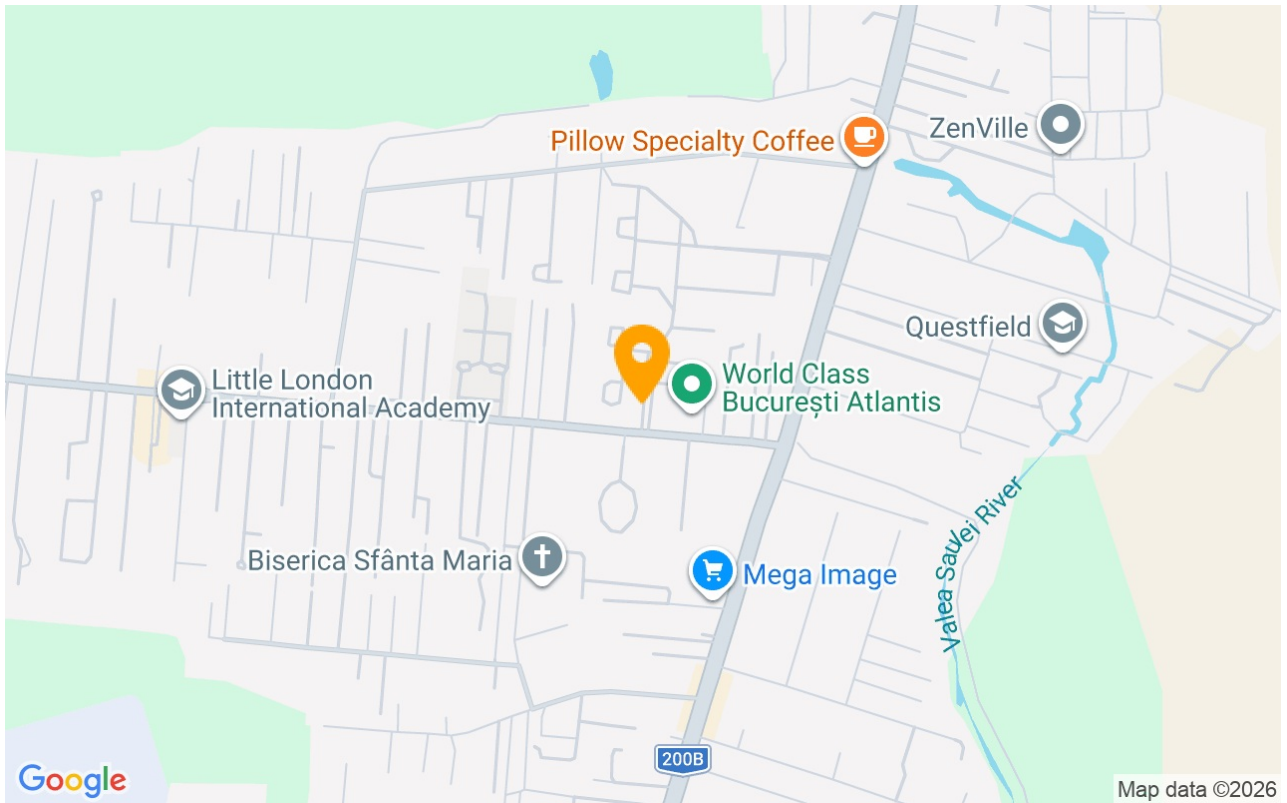 Pillow Specialty Coffee
ZenVille
Questfield
World Class
București Atlantis
Little London
International Academy
Valea Saulei River
Biserica Sfânta Maria
Mega Image
200B
Google
Map data ©2026